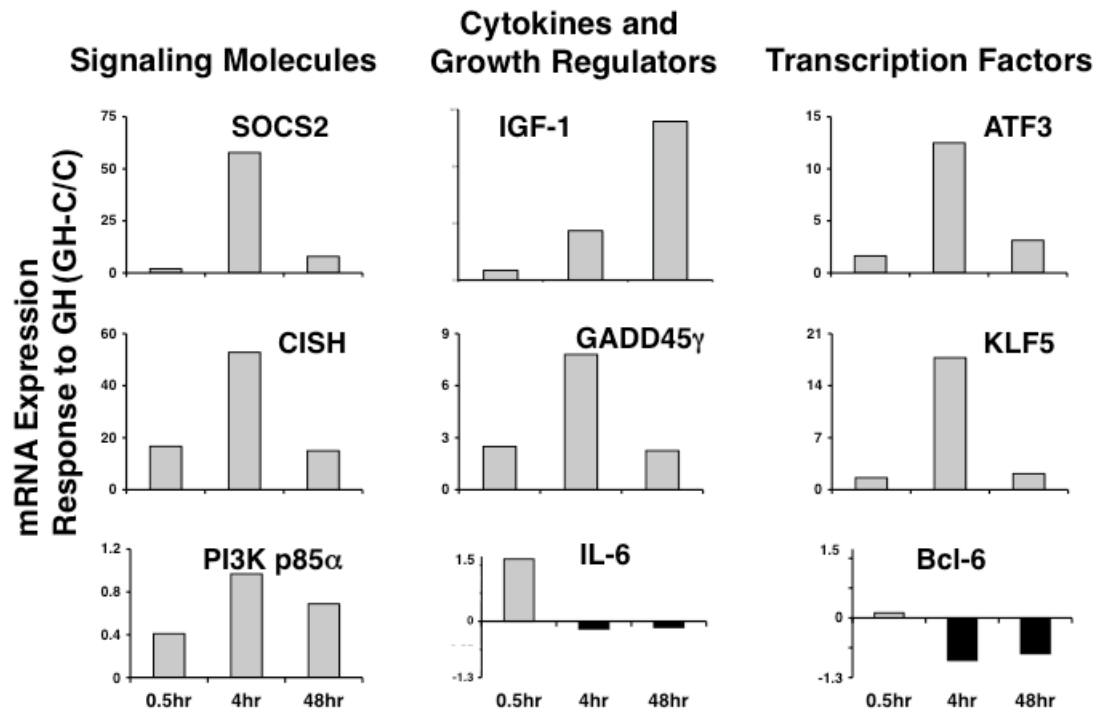 Signaling Molecules
Cytokines and
Growth Regulators
Transcription Factors
mRNA Expression
Response to GH (GH-C/C)
SOCS2
75
50
25
0
IGF-1
ATF3
15
10
5
0
CISH
60
40
20
0
GADD45γ
9
6
3
0
KLF5
21
14
7
0
PI3K p85α
1.2
0.8
0.4
0
0.5hr 4hr 48hr
IL-6
1.5
0
-1.3
0.5hr 4hr 48hr
Bcl-6
1.5
0
-1.3
0.5hr 4hr 48hr